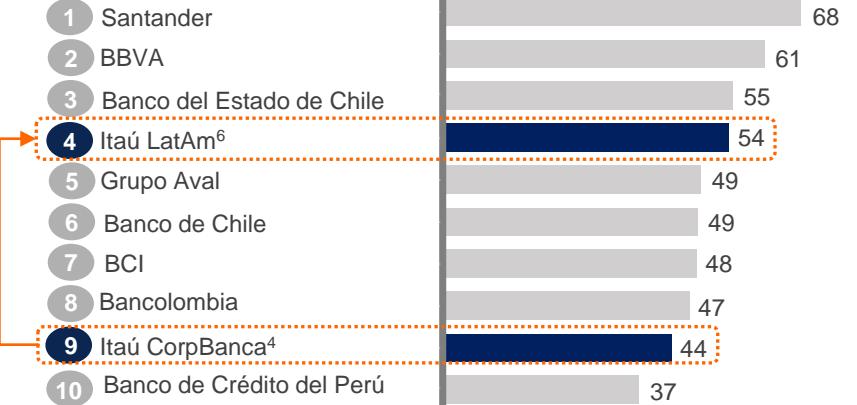 1 Santander 68
2 BBVA 61
3 Banco del Estado de Chile 55
4 Itaú LatAm⁶ 54
5 Grupo Aval 49
6 Banco de Chile 49
7 BCI 48
8 Bancolombia 47
9 Itaú CorpBanca⁴ 44
10 Banco de Crédito del Perú 37